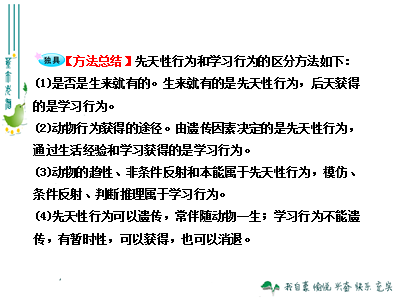 独具【方法总结】先天性行为和学习行为的区分方法如下：
(1)是否是生来就有的。生来就有的是先天性行为，后天获得
的是学习行为。
(2)动物行为获得的途径。由遗传因素决定的是先天性行为，
通过生活经验和学习获得的是学习行为。
(3)动物的趋性、非条件反射和本能属于先天性行为，模仿、
条件反射、判断推理属于学习行为。
(4)先天性行为可以遗传，常伴随动物一生；学习行为不能遗
传，有暂时性，可以获得，也可以消退。